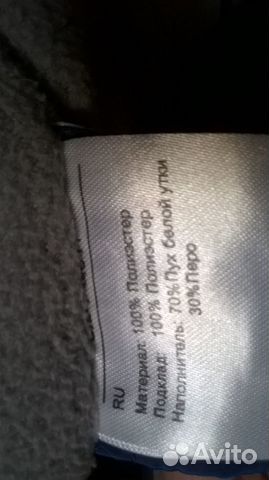 RU
Материал: 100% Полиэстер
Подклад: 100% Полиэстер
Наполнитель: 70%Пух белой утки
30%Перо
Avito